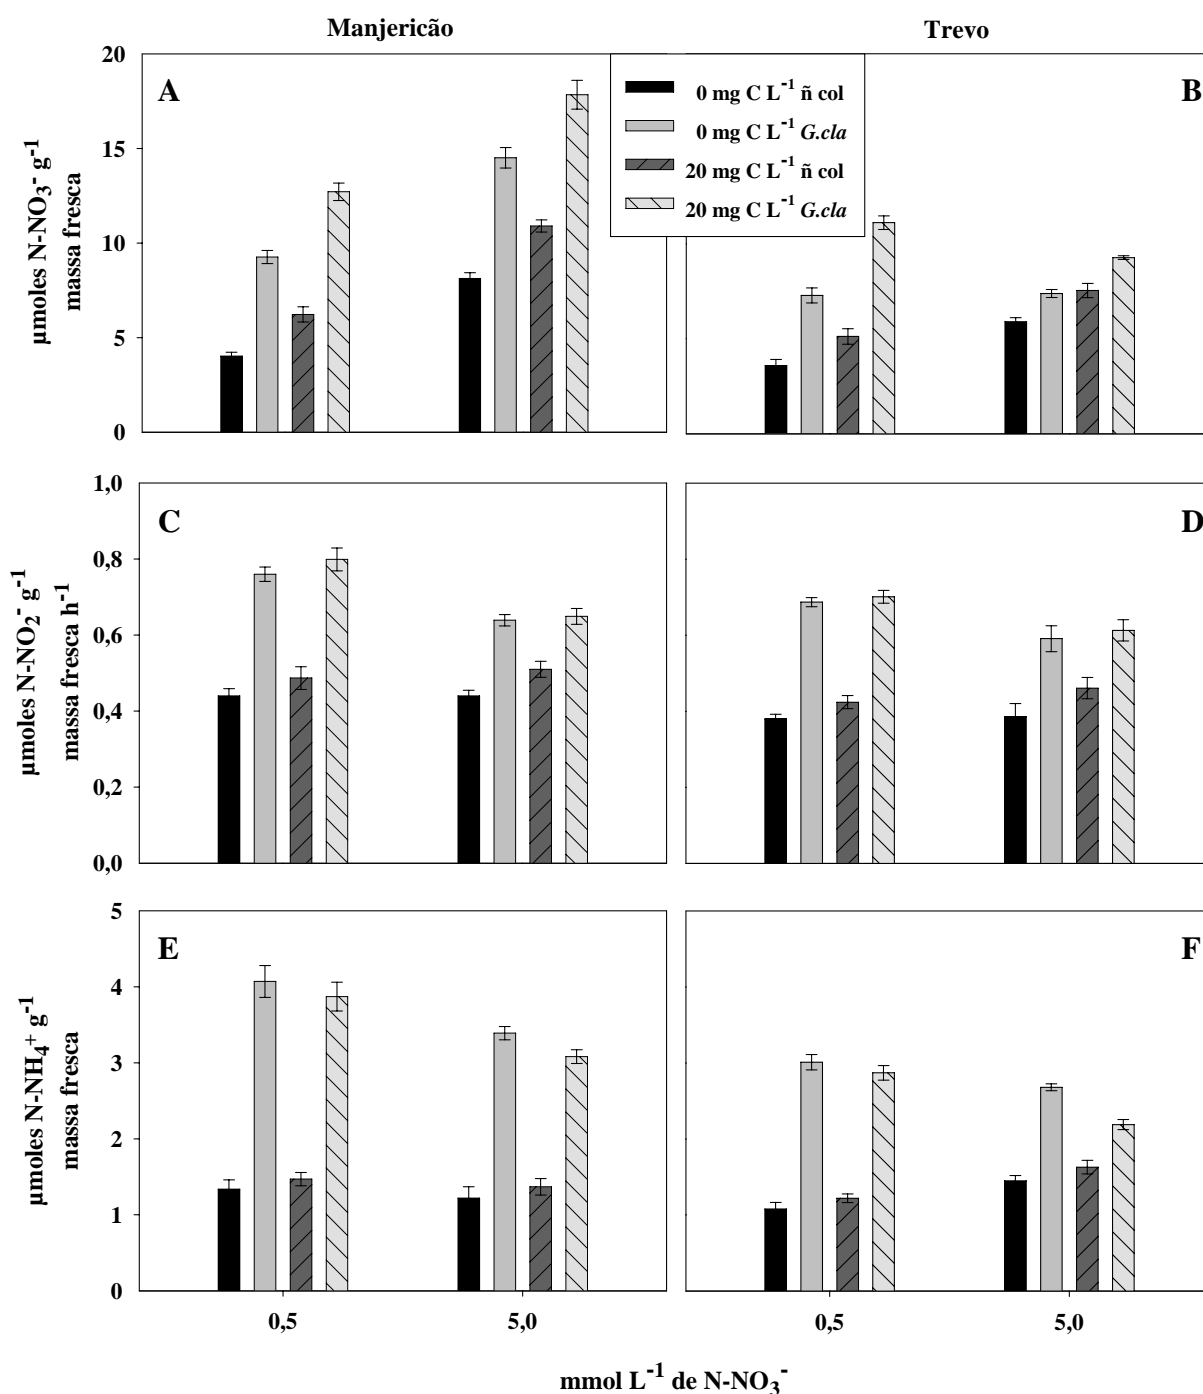 Manjericão
Trevo
A
B
20
15
10
5
0
µmoles N-NO₃⁻ g⁻¹
massa fresca
0 mg C L⁻¹ ñ col
0 mg C L⁻¹ G.cla
20 mg C L⁻¹ ñ col
20 mg C L⁻¹ G.cla
C
D
1,0
0,8
0,6
0,4
0,2
0,0
µmoles N-NO₂⁻ g⁻¹
massa fresca h⁻¹
E
F
5
4
3
2
1
0
µmoles N-NH₄⁺ g⁻¹
massa fresca
0,5 5,0 0,5 5,0
mmol L⁻¹ de N-NO₃⁻